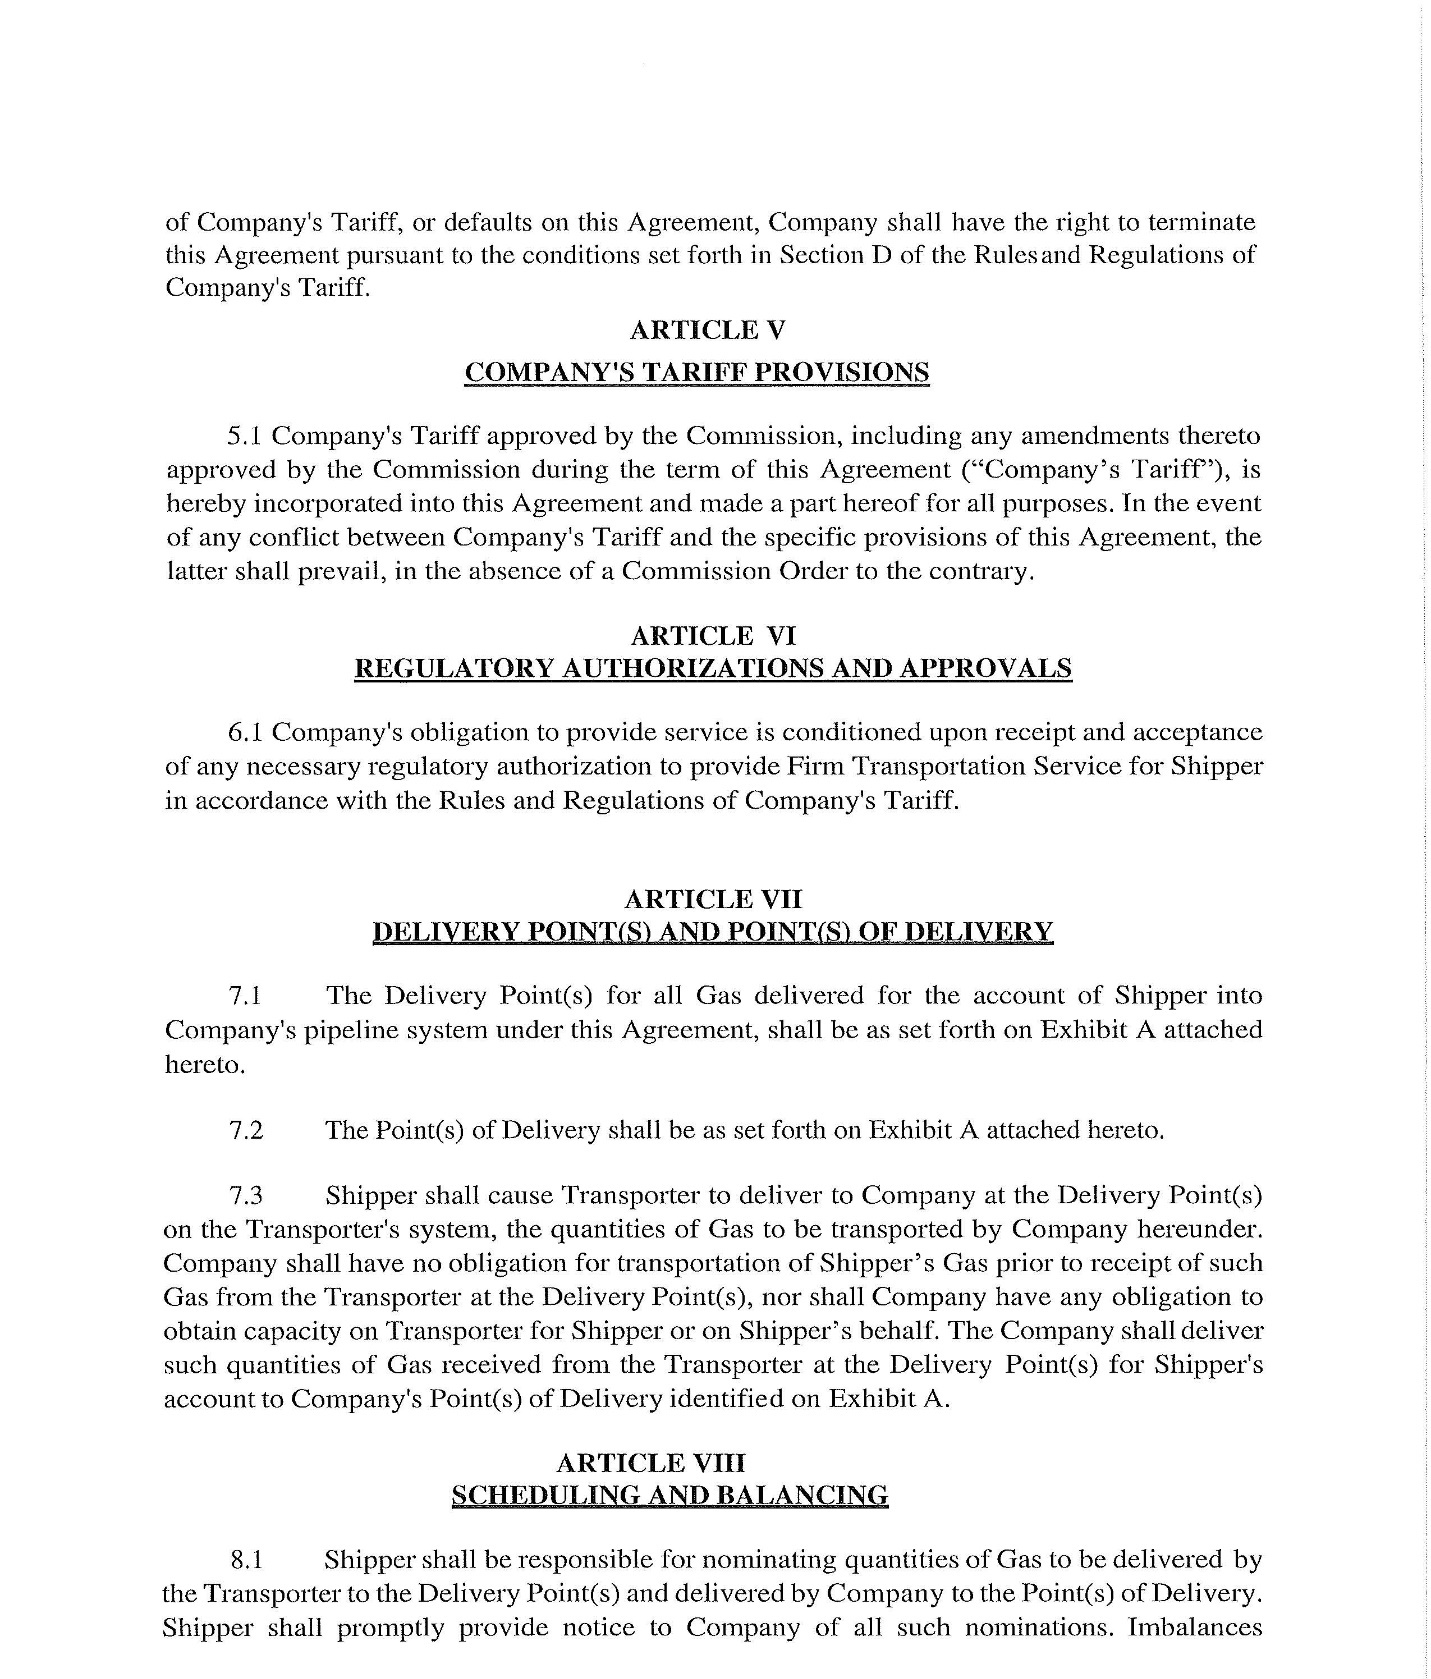 of Company's Tariff, or defaults on this Agreement, Company shall have the right to terminate
this Agreement pursuant to the conditions set forth in Section D of the Rules and Regulations of
Company's Tariff.
ARTICLE V
COMPANY'S TARIFF PROVISIONS
5.1 Company's Tariff approved by the Commission, including any amendments thereto
approved by the Commission during the term of this Agreement (“Company’s Tariff”), is
hereby incorporated into this Agreement and made a part hereof for all purposes. In the event
of any conflict between Company's Tariff and the specific provisions of this Agreement, the
latter shall prevail, in the absence of a Commission Order to the contrary.
ARTICLE VI
REGULATORY AUTHORIZATIONS AND APPROVALS
6.1 Company's obligation to provide service is conditioned upon receipt and acceptance
of any necessary regulatory authorization to provide Firm Transportation Service for Shipper
in accordance with the Rules and Regulations of Company's Tariff.
ARTICLE VII
DELIVERY POINT(S) AND POINT(S) OF DELIVERY
7.1 The Delivery Point(s) for all Gas delivered for the account of Shipper into
Company's pipeline system under this Agreement, shall be as set forth on Exhibit A attached
hereto.
7.2 The Point(s) of Delivery shall be as set forth on Exhibit A attached hereto.
7.3 Shipper shall cause Transporter to deliver to Company at the Delivery Point(s)
on the Transporter's system, the quantities of Gas to be transported by Company hereunder.
Company shall have no obligation for transportation of Shipper’s Gas prior to receipt of such
Gas from the Transporter at the Delivery Point(s), nor shall Company have any obligation to
obtain capacity on Transporter for Shipper or on Shipper’s behalf. The Company shall deliver
such quantities of Gas received from the Transporter at the Delivery Point(s) for Shipper's
account to Company's Point(s) of Delivery identified on Exhibit A.
ARTICLE VIII
SCHEDULING AND BALANCING
8.1 Shipper shall be responsible for nominating quantities of Gas to be delivered by
the Transporter to the Delivery Point(s) and delivered by Company to the Point(s) of Delivery.
Shipper shall promptly provide notice to Company of all such nominations. Imbalances